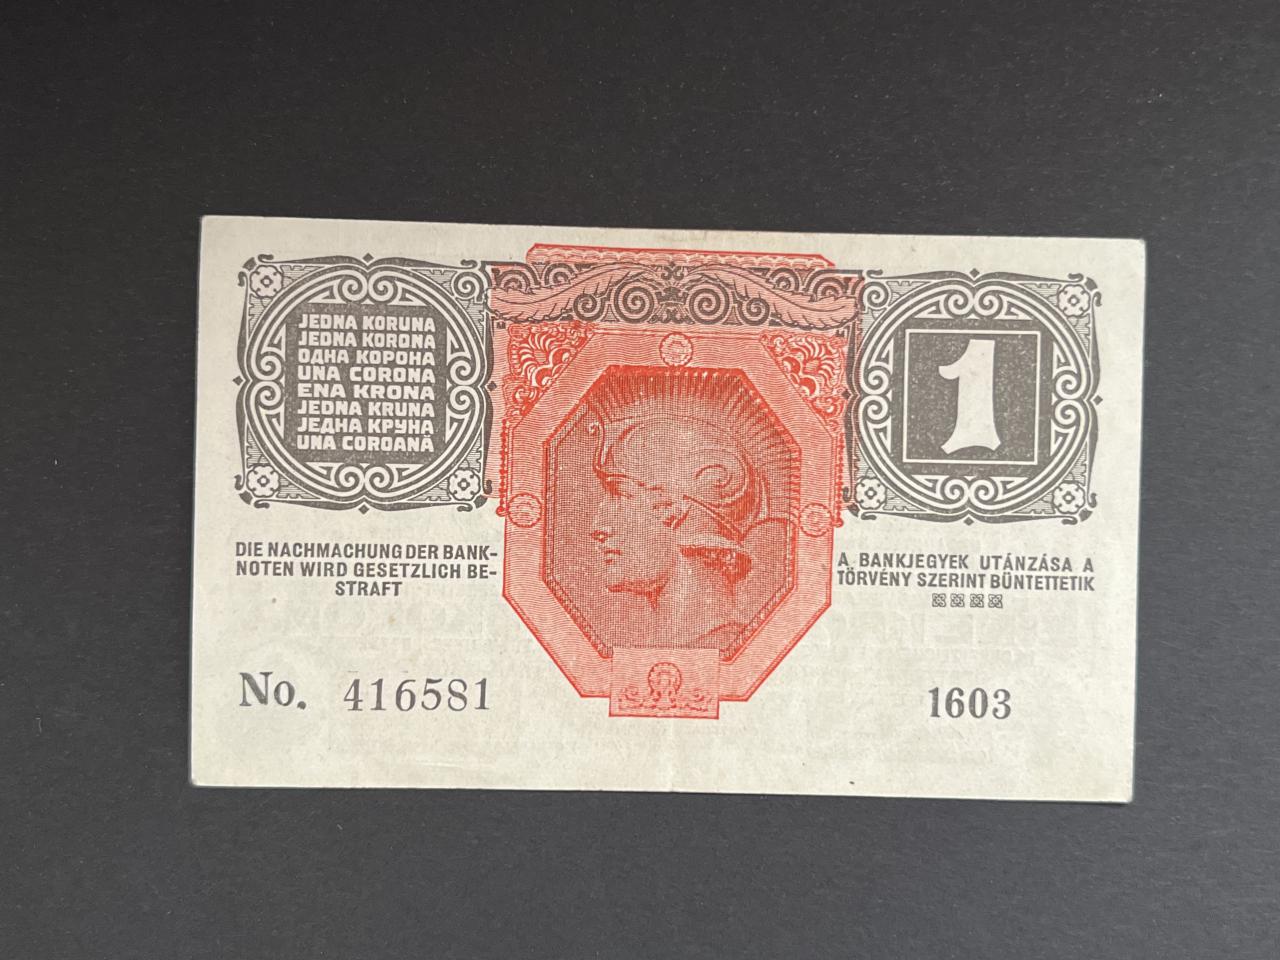 JEDNA KORUNA
JEDNA KORONA
ОДНА КОРОНА
UNA CORONA
ENA KRONA
JEDNA KRUNA
ЈЕДНА КРУНА
UNA COROANĂ
1
DIE NACHMACHUNG DER BANK-
NOTEN WIRD GESETZLICH BE-
STRAFT
A BANKJEGYEK UTÁNZÁSA A
TÖRVÉNY SZERINT BÜNTETTETIK
No. 416581
1603